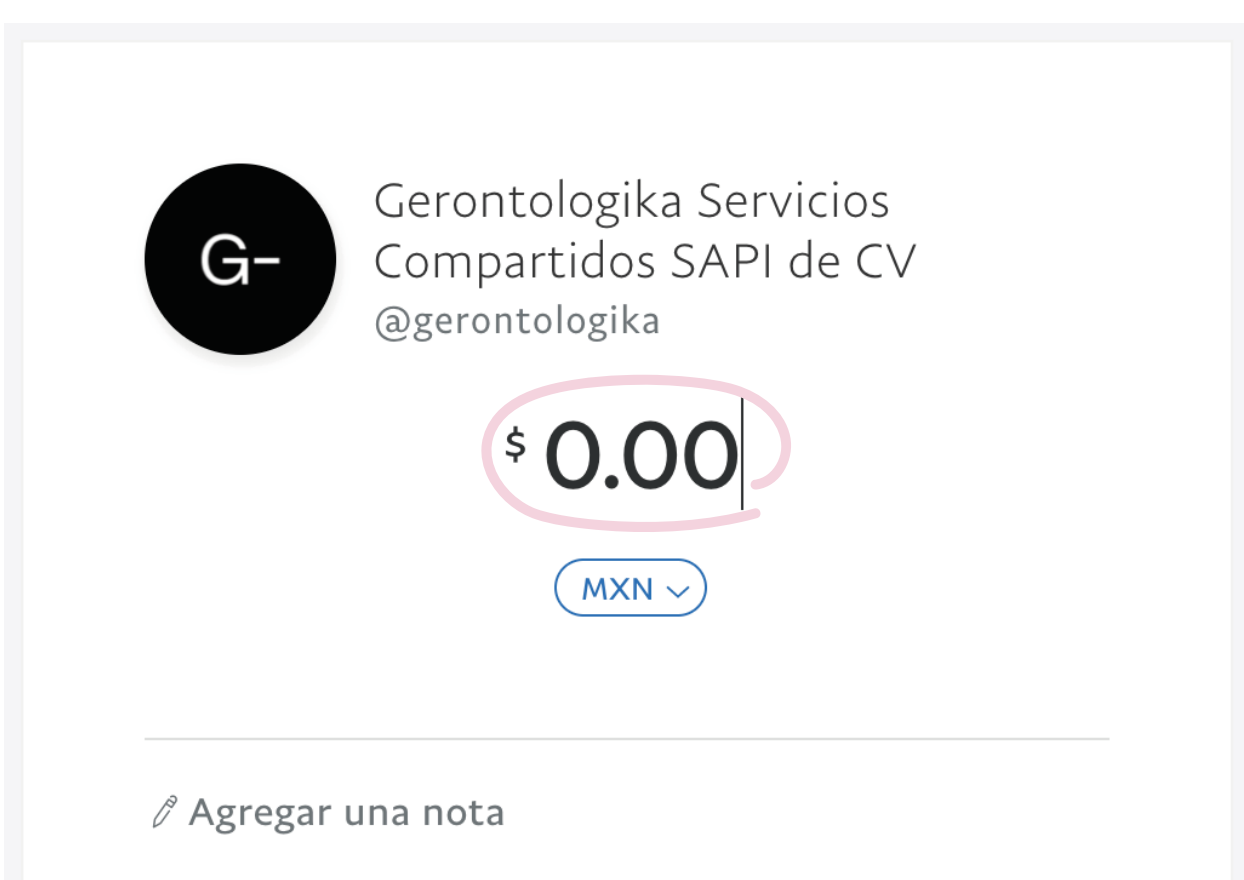 G-
Gerontologika Servicios
Compartidos SAPI de CV
@gerontologika
$ 0.00
MXN
Agregar una nota